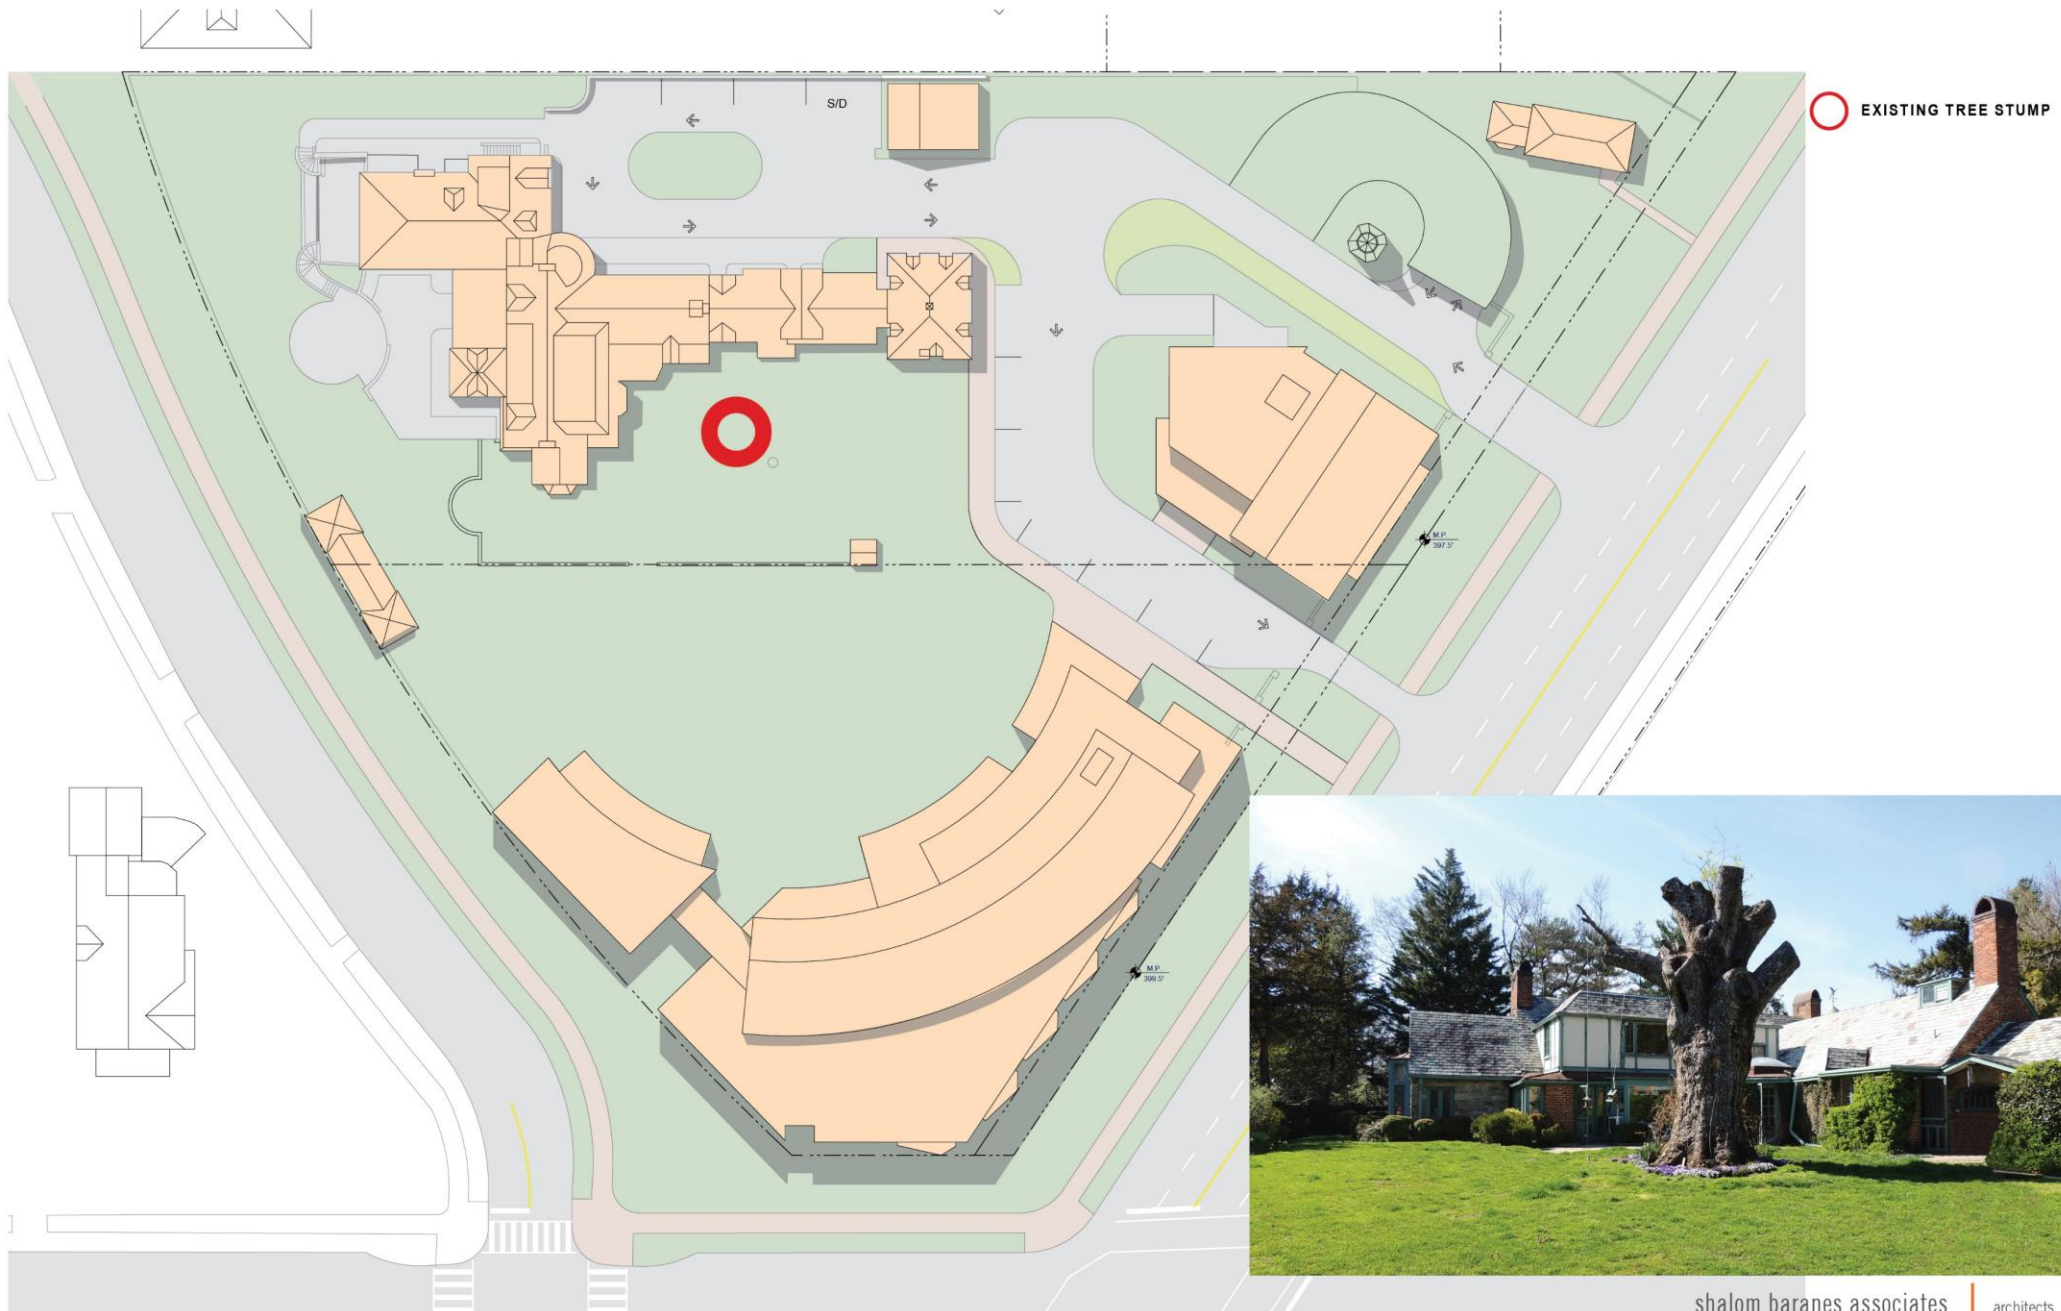 S/D
EXISTING TREE STUMP
M.P.
397.5'
M.P.
399.5'
shalom baranes associates
architects